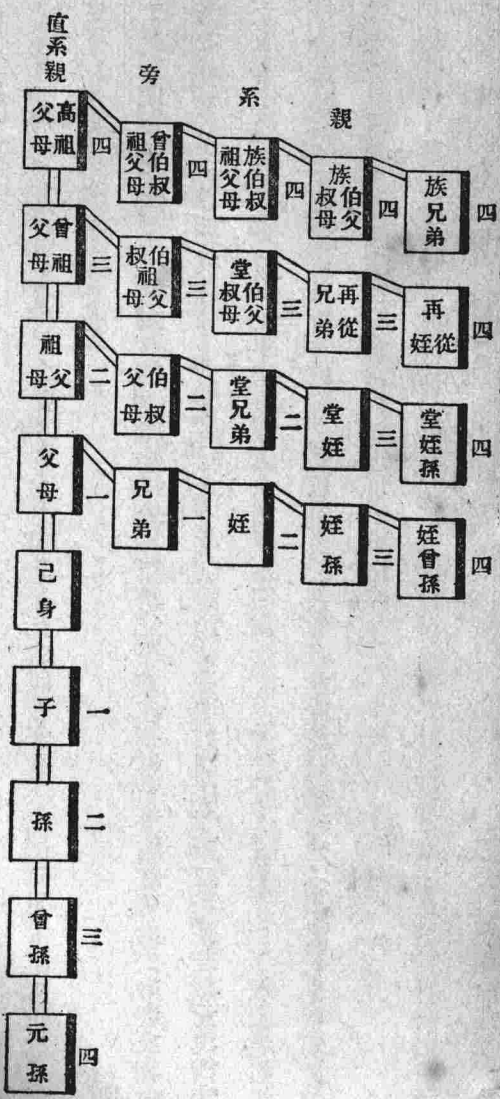 直系親
旁系親
高祖父母
四
曾伯叔祖父母
四
族伯叔祖父母
四
族伯叔父母
四
族兄弟
四
曾祖父母
三
伯叔祖父母
三
堂伯叔父母
三
再從兄弟
三
再從姪
四
祖父母
二
伯叔父母
二
堂兄弟
二
堂姪
三
堂姪孫
四
父母
一
兄弟
一
姪
二
姪孫
三
姪曾孫
四
己身
子
一
孫
二
曾孫
三
元孫
四